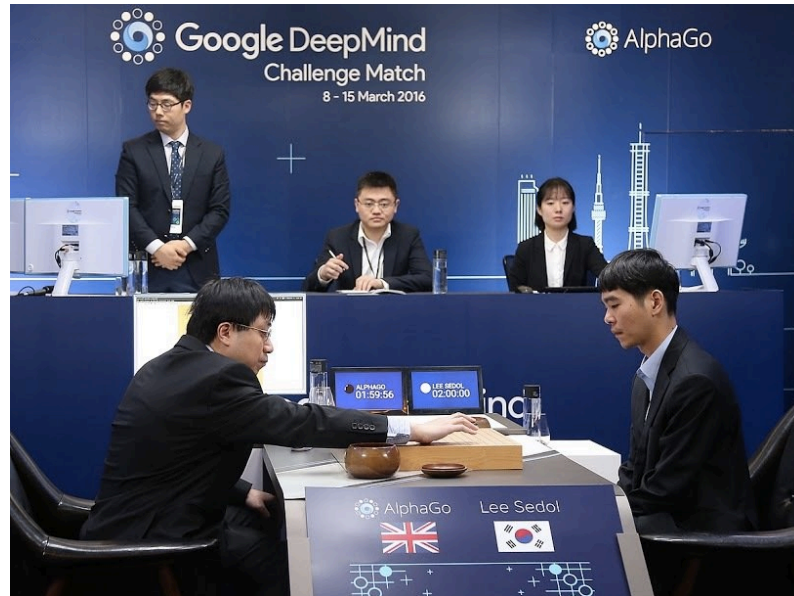 Google DeepMind
Challenge Match
8 - 15 March 2016
AlphaGo
ALPHAGO
01:59:56
LEE SEDOL
02:00:00
AlphaGo
Lee Sedol